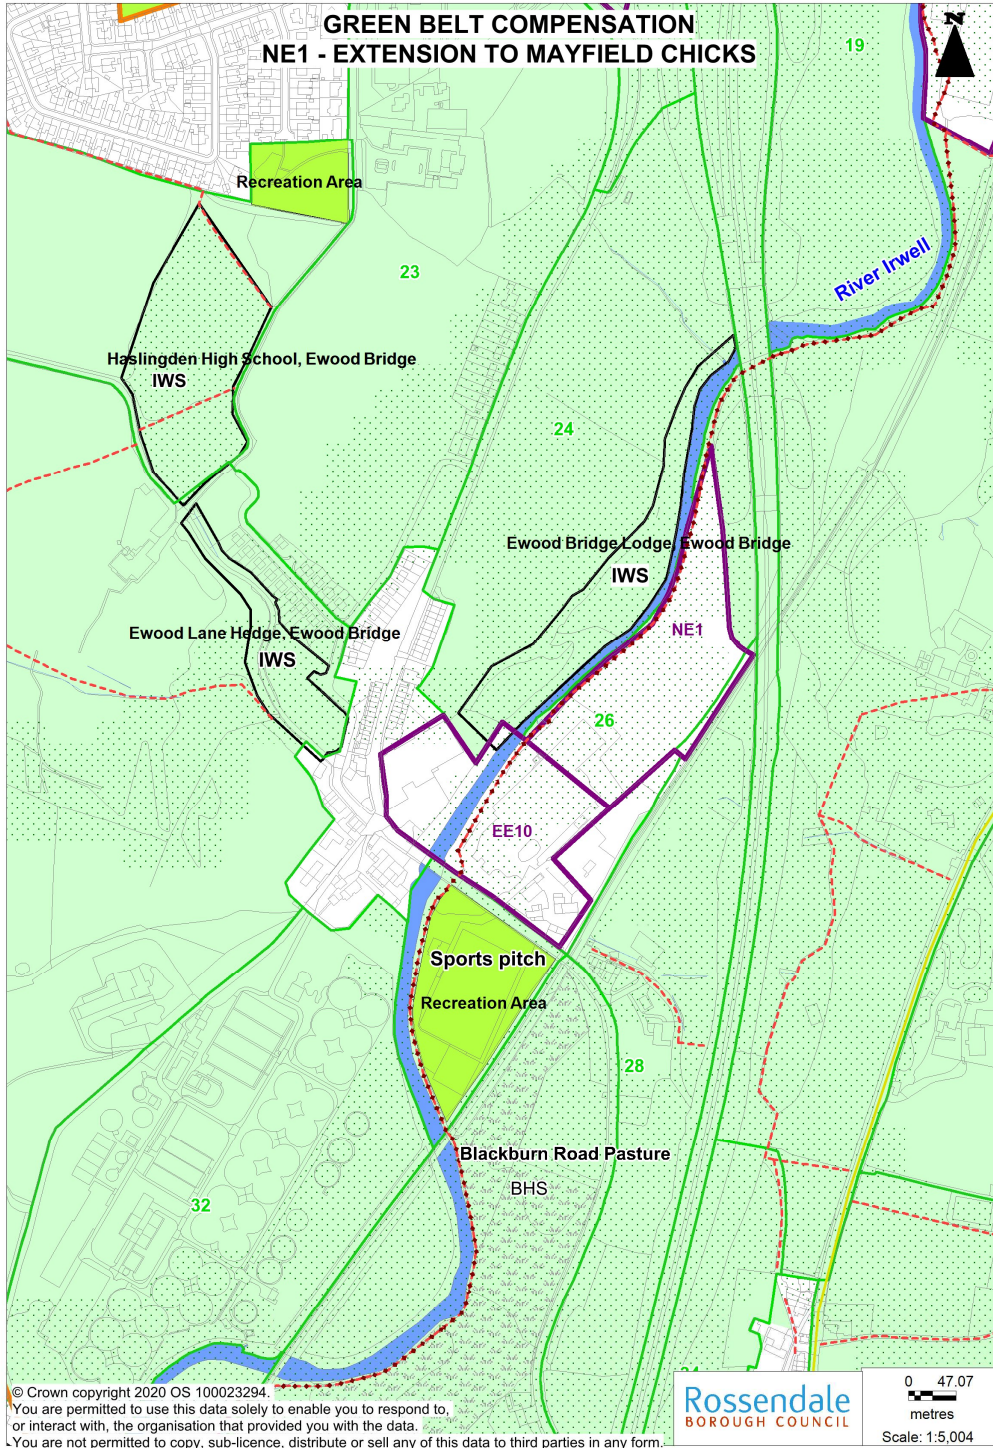 GREEN BELT COMPENSATION
NE1 - EXTENSION TO MAYFIELD CHICKS
N
19
Recreation Area
River Irwell
23
Haslingden High School, Ewood Bridge
IWS
24
Ewood Bridge Lodge, Ewood Bridge
IWS
NE1
Ewood Lane Hedge, Ewood Bridge
IWS
26
EE10
Sports pitch
Recreation Area
28
Blackburn Road Pasture
BHS
32
© Crown copyright 2020 OS 100023294.
You are permitted to use this data solely to enable you to respond to,
or interact with, the organisation that provided you with the data.
You are not permitted to copy, sub-licence, distribute or sell any of this data to third parties in any form.
Rossendale
BOROUGH COUNCIL
0 47.07
metres
Scale: 1:5,004